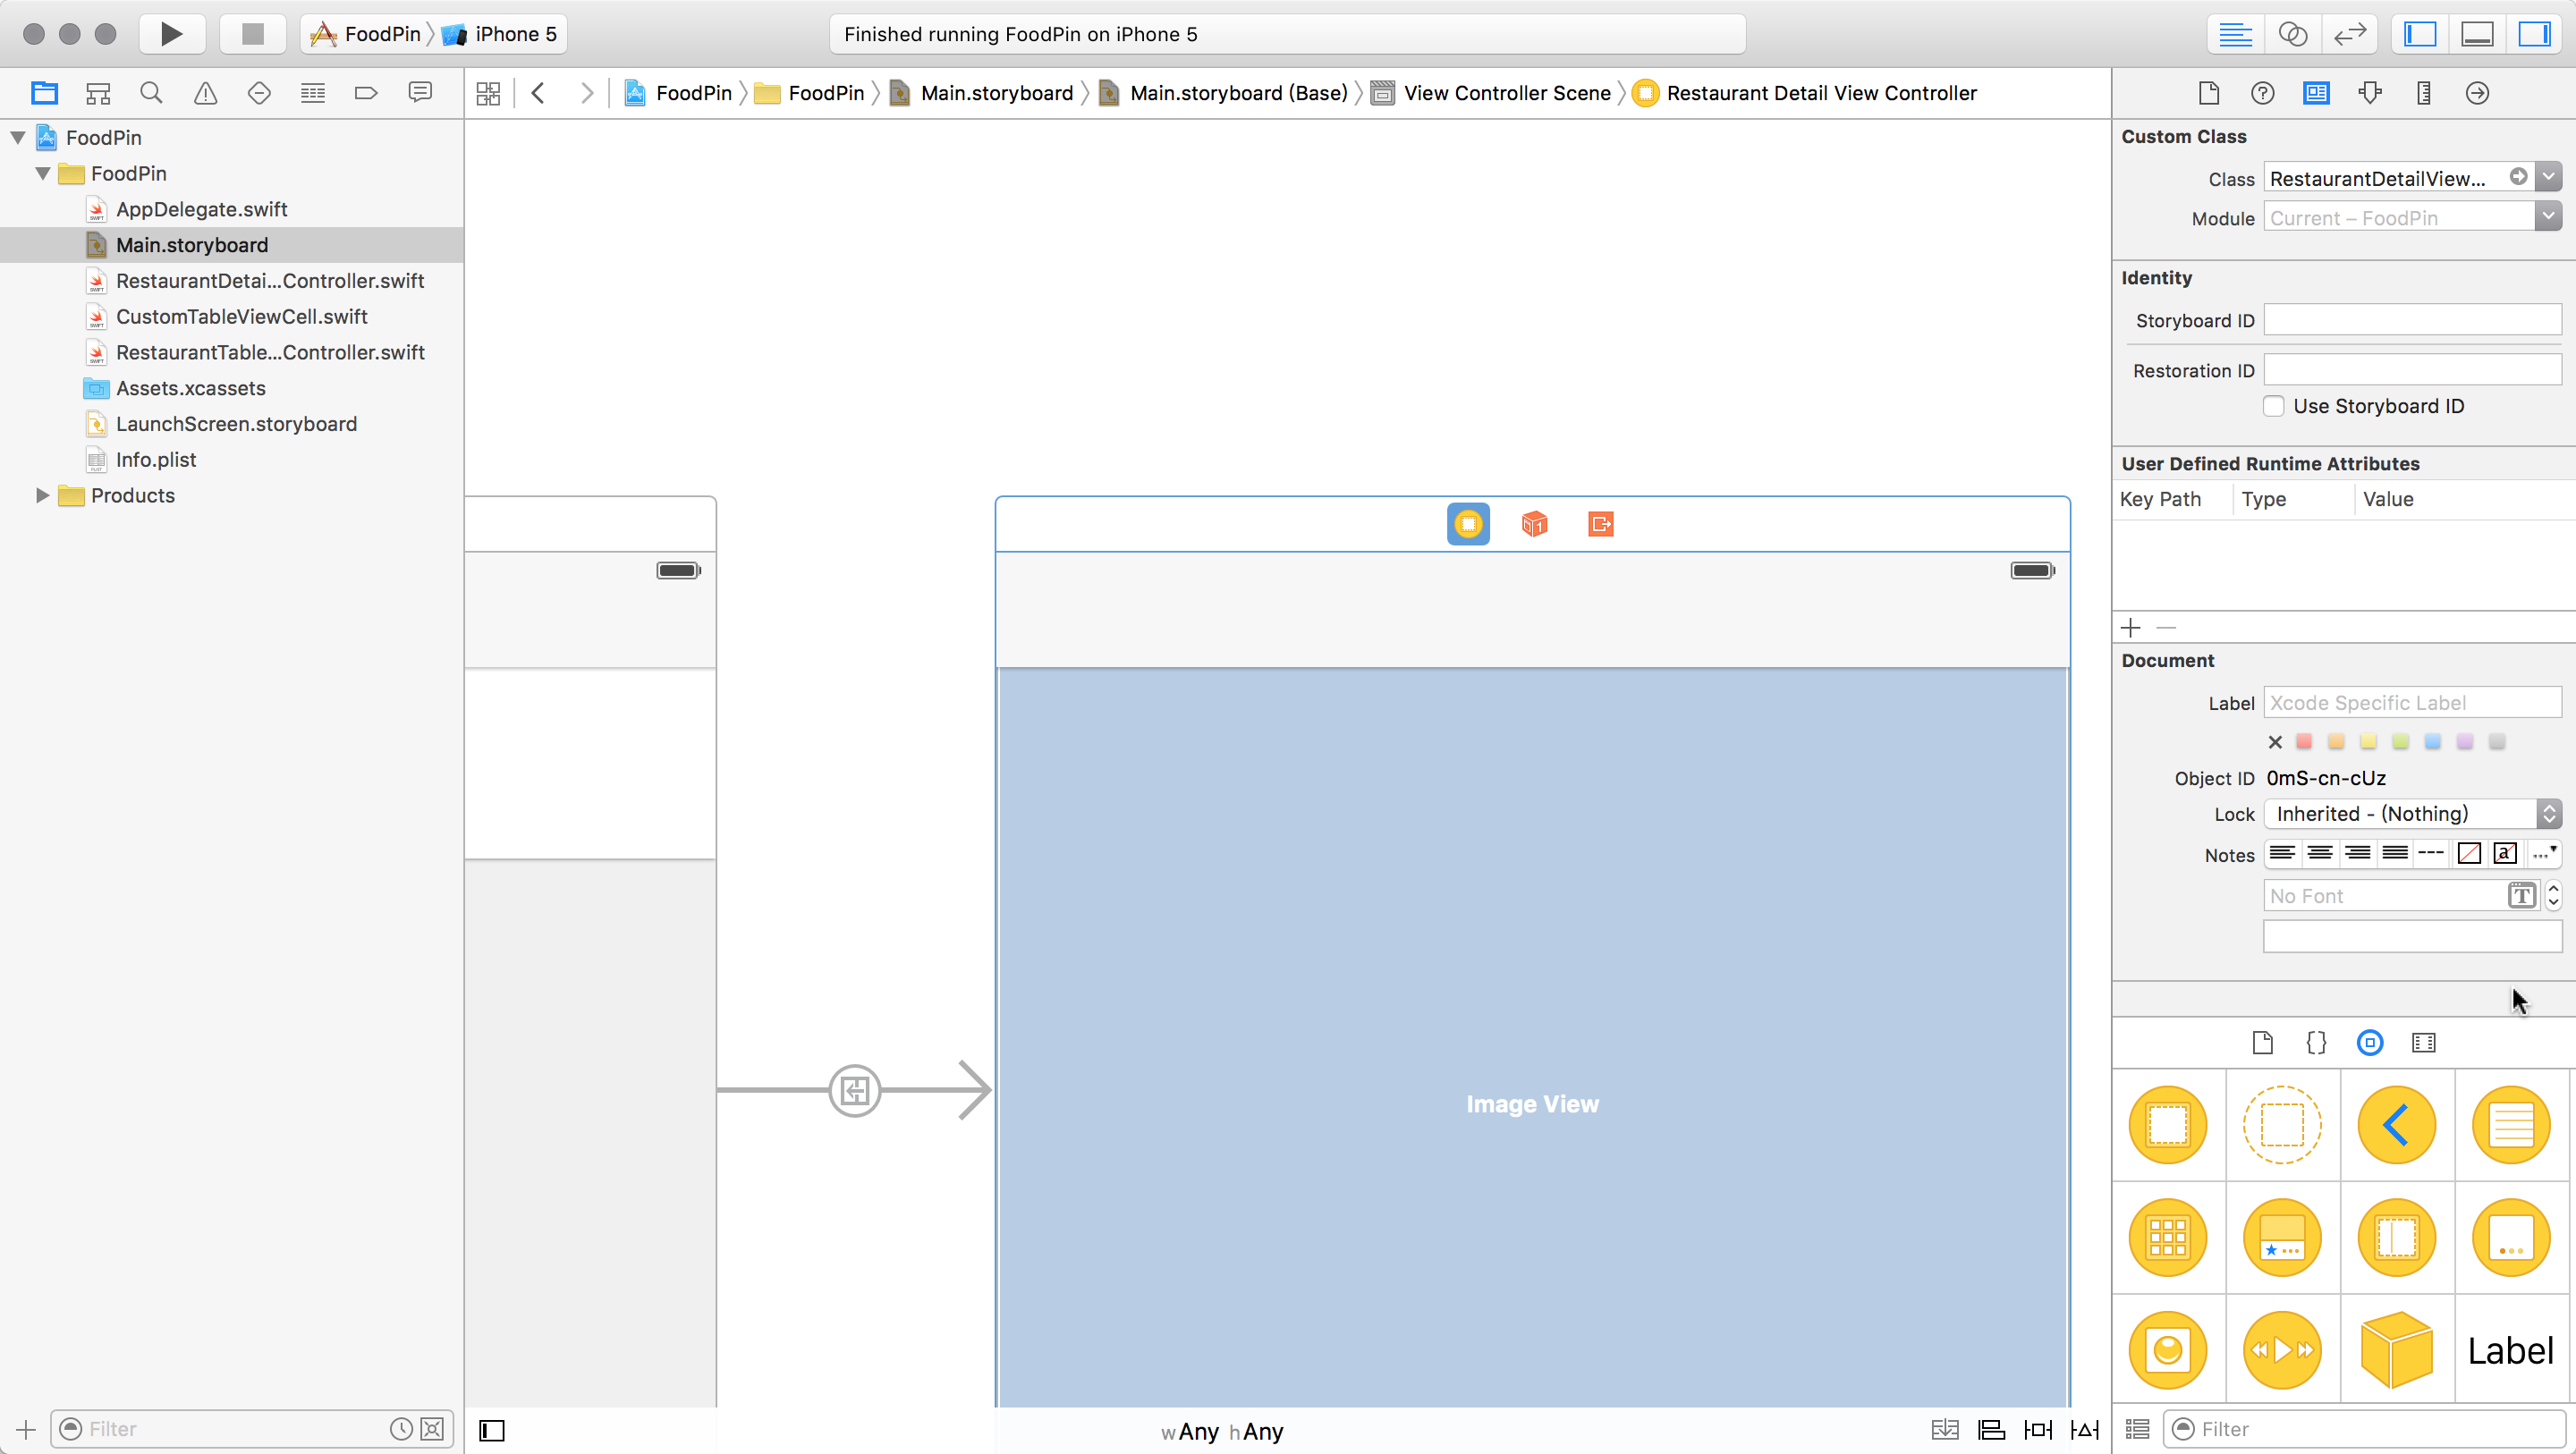 FoodPin iPhone 5
Finished running FoodPin on iPhone 5
FoodPin FoodPin Main.storyboard Main.storyboard (Base) View Controller Scene Restaurant Detail View Controller
FoodPin
FoodPin
AppDelegate.swift
Main.storyboard
RestaurantDetai...Controller.swift
CustomTableViewCell.swift
RestaurantTable...Controller.swift
Assets.xcassets
LaunchScreen.storyboard
Info.plist
Products
Filter
Image View
wAny hAny
Custom Class
Class RestaurantDetailView...
Module Current – FoodPin
Identity
Storyboard ID
Restoration ID
Use Storyboard ID
User Defined Runtime Attributes
Key Path Type Value
Document
Label Xcode Specific Label
Object ID 0mS-cn-cUz
Lock Inherited - (Nothing)
Notes
No Font
Label
Filter